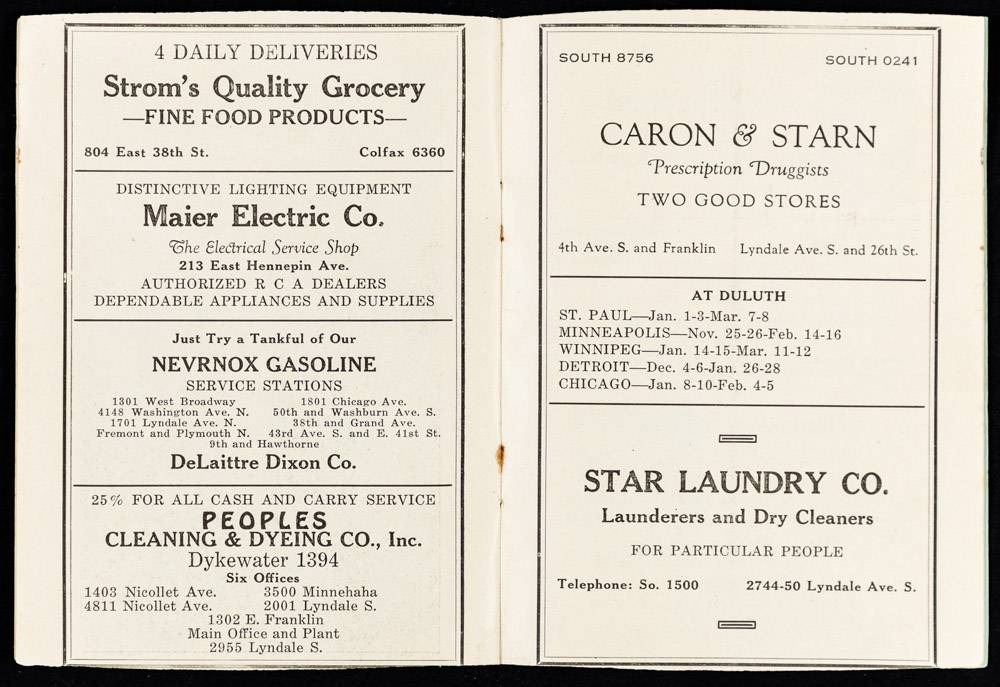 4 DAILY DELIVERIES
Strom's Quality Grocery
—FINE FOOD PRODUCTS—
804 East 38th St. Colfax 6360
DISTINCTIVE LIGHTING EQUIPMENT
Maier Electric Co.
The Electrical Service Shop
213 East Hennepin Ave.
AUTHORIZED R C A DEALERS
DEPENDABLE APPLIANCES AND SUPPLIES
Just Try a Tankful of Our
NEVRNOX GASOLINE
SERVICE STATIONS
1301 West Broadway 1801 Chicago Ave.
4148 Washington Ave. N. 50th and Washburn Ave. S.
1701 Lyndale Ave. N. 38th and Grand Ave.
Fremont and Plymouth N. 43rd Ave. S. and E. 41st St.
9th and Hawthorne
DeLaittre Dixon Co.
25% FOR ALL CASH AND CARRY SERVICE
PEOPLES
CLEANING & DYEING CO., Inc.
Dykewater 1394
Six Offices
1403 Nicollet Ave. 3500 Minnehaha
4811 Nicollet Ave. 2001 Lyndale S.
1302 E. Franklin
Main Office and Plant
2955 Lyndale S.
SOUTH 8756 SOUTH 0241
CARON & STARN
Prescription Druggists
TWO GOOD STORES
4th Ave. S. and Franklin Lyndale Ave. S. and 26th St.
AT DULUTH
ST. PAUL—Jan. 1-3-Mar. 7-8
MINNEAPOLIS—Nov. 25-26-Feb. 14-16
WINNIPEG—Jan. 14-15-Mar. 11-12
DETROIT—Dec. 4-6-Jan. 26-28
CHICAGO—Jan. 8-10-Feb. 4-5
STAR LAUNDRY CO.
Launderers and Dry Cleaners
FOR PARTICULAR PEOPLE
Telephone: So. 1500 2744-50 Lyndale Ave. S.